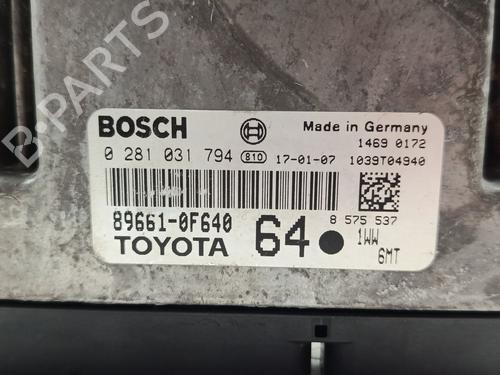 B-PARTS
BOSCH
Made in Germany
1469 0172
0 281 031 794 810 17-01-07 1039T04940
89661-0F640
64
8 575 537
TOYOTA
1WW
6MT